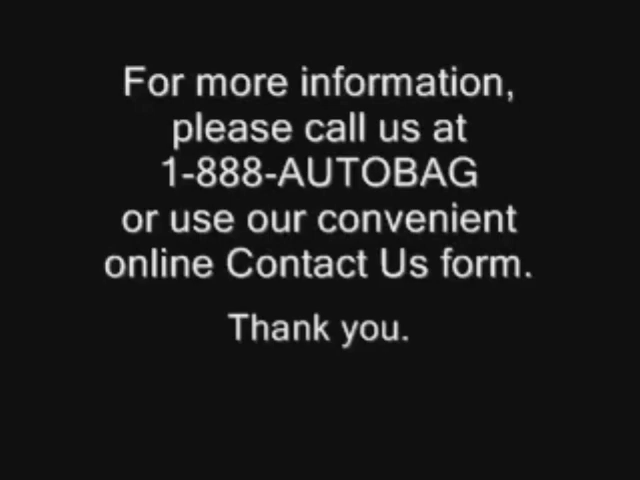 For more information,
please call us at
1-888-AUTOBAG
or use our convenient
online Contact Us form.
Thank you.